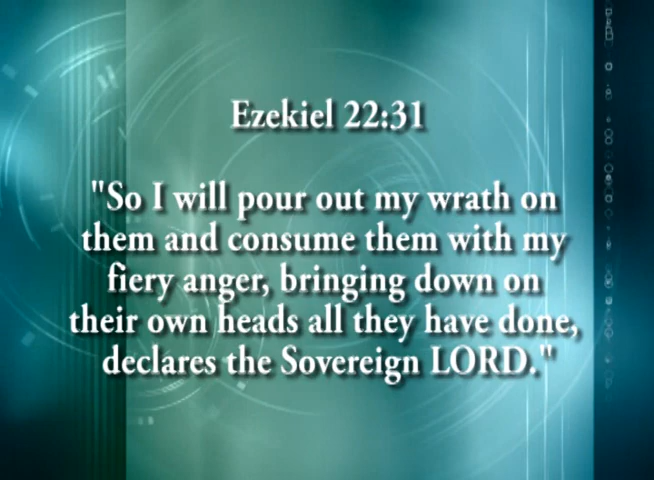 Ezekiel 22:31
"So I will pour out my wrath on
them and consume them with my
fiery anger, bringing down on
their own heads all they have done,
declares the Sovereign LORD."